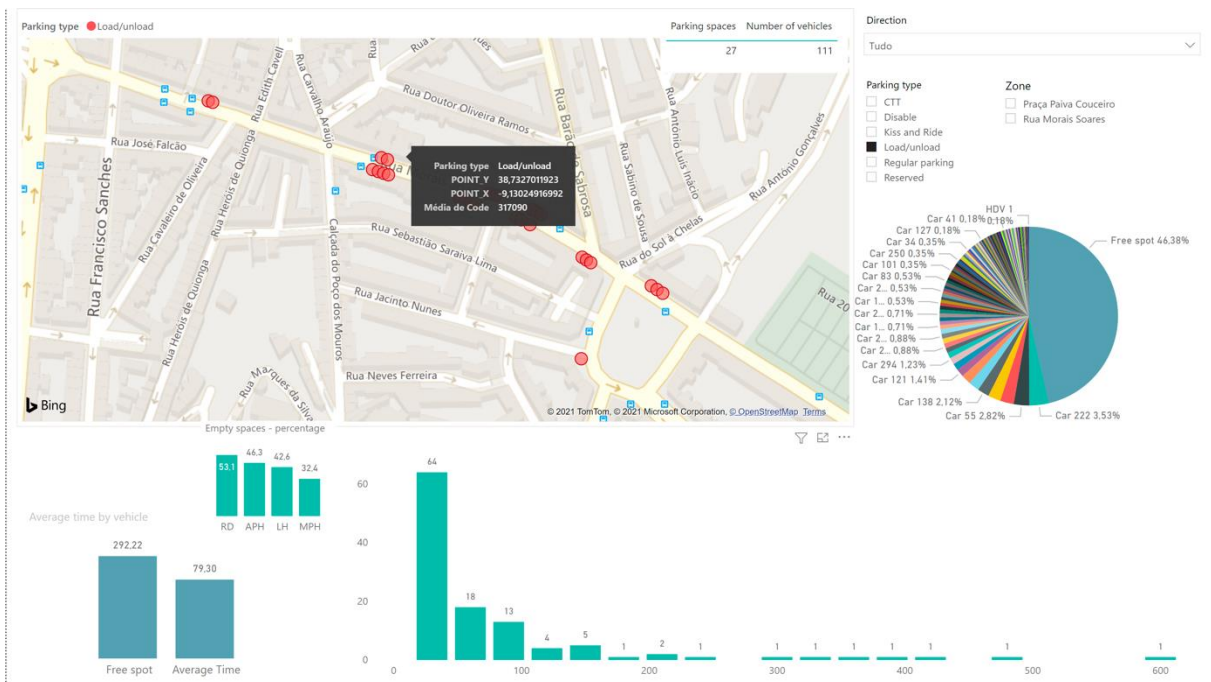 Parking type Load/unload
Parking spaces Number of vehicles
27 111
Rua Edith Cavell
Rua Carvalho Araújo
Rua Doutor Oliveira Ramos
Rua Barão de Sabrosa
Rua António Luís Inácio
Rua Sabino de Sousa
Rua António Gonçalves
Rua José Falcão
Rua Francisco Sanches
Rua Cavaleiro de Oliveira
Rua Heróis de Quionga
Rua Heróis de Quionga
Calçada do Poço dos Mouros
Rua Sebastião Saraiva Lima
Rua do Sol à Chelas
Rua Jacinto Nunes
Rua Marques da Silva
Rua Neves Ferreira
Rua 20
Parking type Load/unload
POINT_Y 38,7327011923
POINT_X -9,13024916992
Média de Code 317090
Bing
© 2021 TomTom, © 2021 Microsoft Corporation, © OpenStreetMap Terms
Direction
Tudo
Parking type
CTT
Disable
Kiss and Ride
Load/unload
Regular parking
Reserved
Zone
Praça Paiva Couceiro
Rua Morais Soares
HDV 1
0,18%
Car 41 0,18%
Car 127 0,18%
Car 34 0,35%
Car 250 0,35%
Car 101 0,35%
Car 83 0,53%
Car 2... 0,53%
Car 1... 0,53%
Car 2... 0,71%
Car 1... 0,71%
Car 2... 0,88%
Car 2... 0,88%
Car 294 1,23%
Car 121 1,41%
Car 138 2,12%
Car 55 2,82%
Car 222 3,53%
Free spot 46,38%
Empty spaces - percentage
53,1 46,3 42,6 32,4
RD APH LH MPH
Average time by vehicle
292,22 79,30
Free spot Average Time
60
40
20
0
64 18 13 4 5 1 2 1 1 1 1 1 1 1 1
0 100 200 300 400 500 600